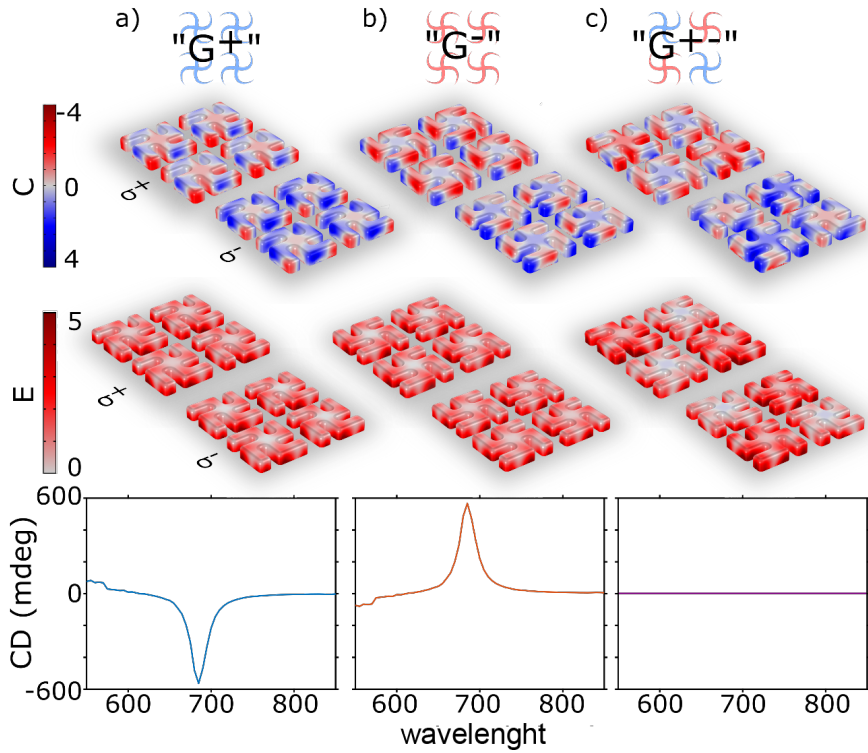 a) "G+"
b) "G-"
c) "G+-"
-4
C
0
4
σ+
σ-
5
E
0
σ+
σ-
600
CD (mdeg)
0
-600
600 700 800
600 700 800
600 700 800
wavelenght